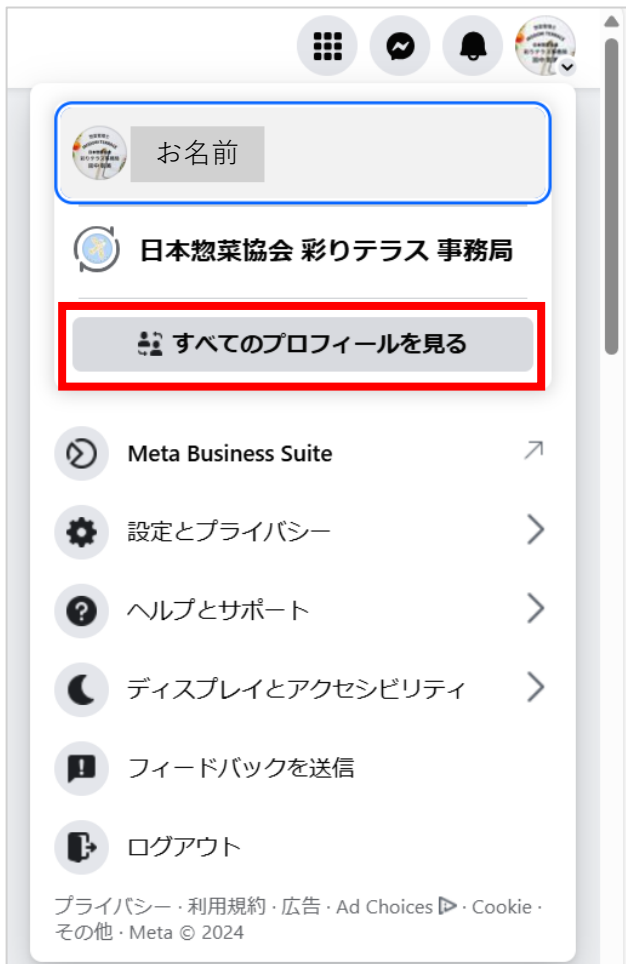 お名前
日本惣菜協会 彩りテラス 事務局
すべてのプロフィールを見る
Meta Business Suite
設定とプライバシー
ヘルプとサポート
ディスプレイとアクセシビリティ
フィードバックを送信
ログアウト
プライバシー · 利用規約 · 広告 · Ad Choices · Cookie ·
その他 · Meta © 2024